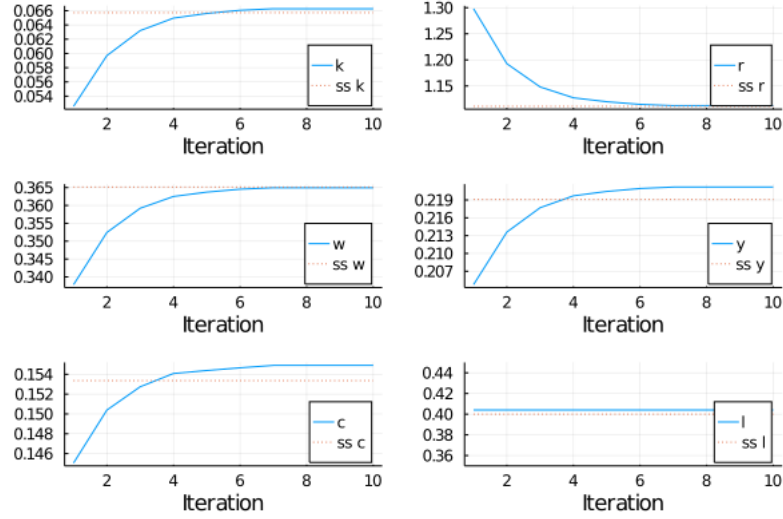 0.066
0.064
0.062
0.060
0.058
0.056
0.054
k
ss k
2 4 6 8 10
Iteration
1.30
1.25
1.20
1.15
r
ss r
2 4 6 8 10
Iteration
0.365
0.360
0.355
0.350
0.345
0.340
w
ss w
2 4 6 8 10
Iteration
0.219
0.216
0.213
0.210
0.207
y
ss y
2 4 6 8 10
Iteration
0.154
0.152
0.150
0.148
0.146
c
ss c
2 4 6 8 10
Iteration
0.44
0.42
0.40
0.38
0.36
l
ss l
2 4 6 8 10
Iteration